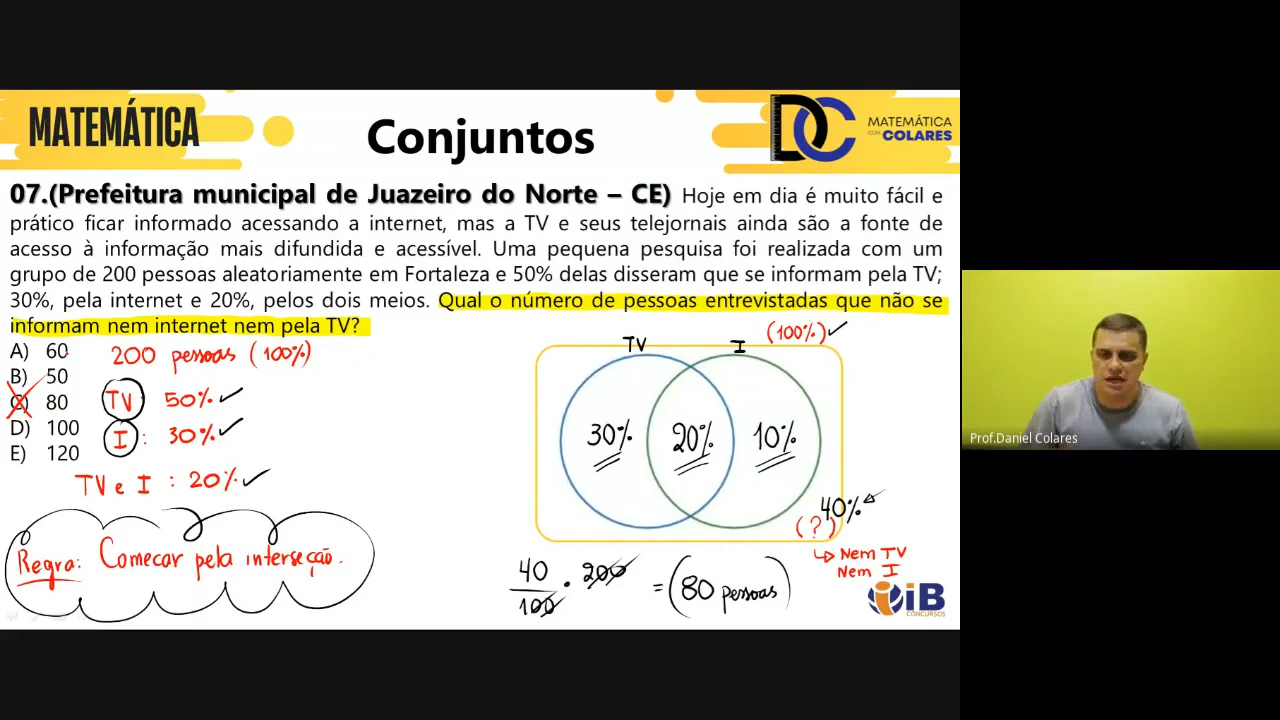 MATEMÁTICA
Conjuntos
DC
MATEMÁTICA
COM COLARES
07.(Prefeitura municipal de Juazeiro do Norte – CE) Hoje em dia é muito fácil e
prático ficar informado acessando a internet, mas a TV e seus telejornais ainda são a fonte de
acesso à informação mais difundida e acessível. Uma pequena pesquisa foi realizada com um
grupo de 200 pessoas aleatoriamente em Fortaleza e 50% delas disseram que se informam pela TV;
30%, pela internet e 20%, pelos dois meios. Qual o número de pessoas entrevistadas que não se
informam nem internet nem pela TV?
A) 60
B) 50
C) 80
D) 100
E) 120
200 pessoas (100%)
TV 50%
I : 30%
TV e I : 20%
Regra: Comecar pela interseção.
TV
I
(100%)
30%
20%
10%
40%
(?)
Nem TV
Nem I
40/100 . 200 = (80 pessoas)
iB
CONCURSOS
Prof.Daniel Colares